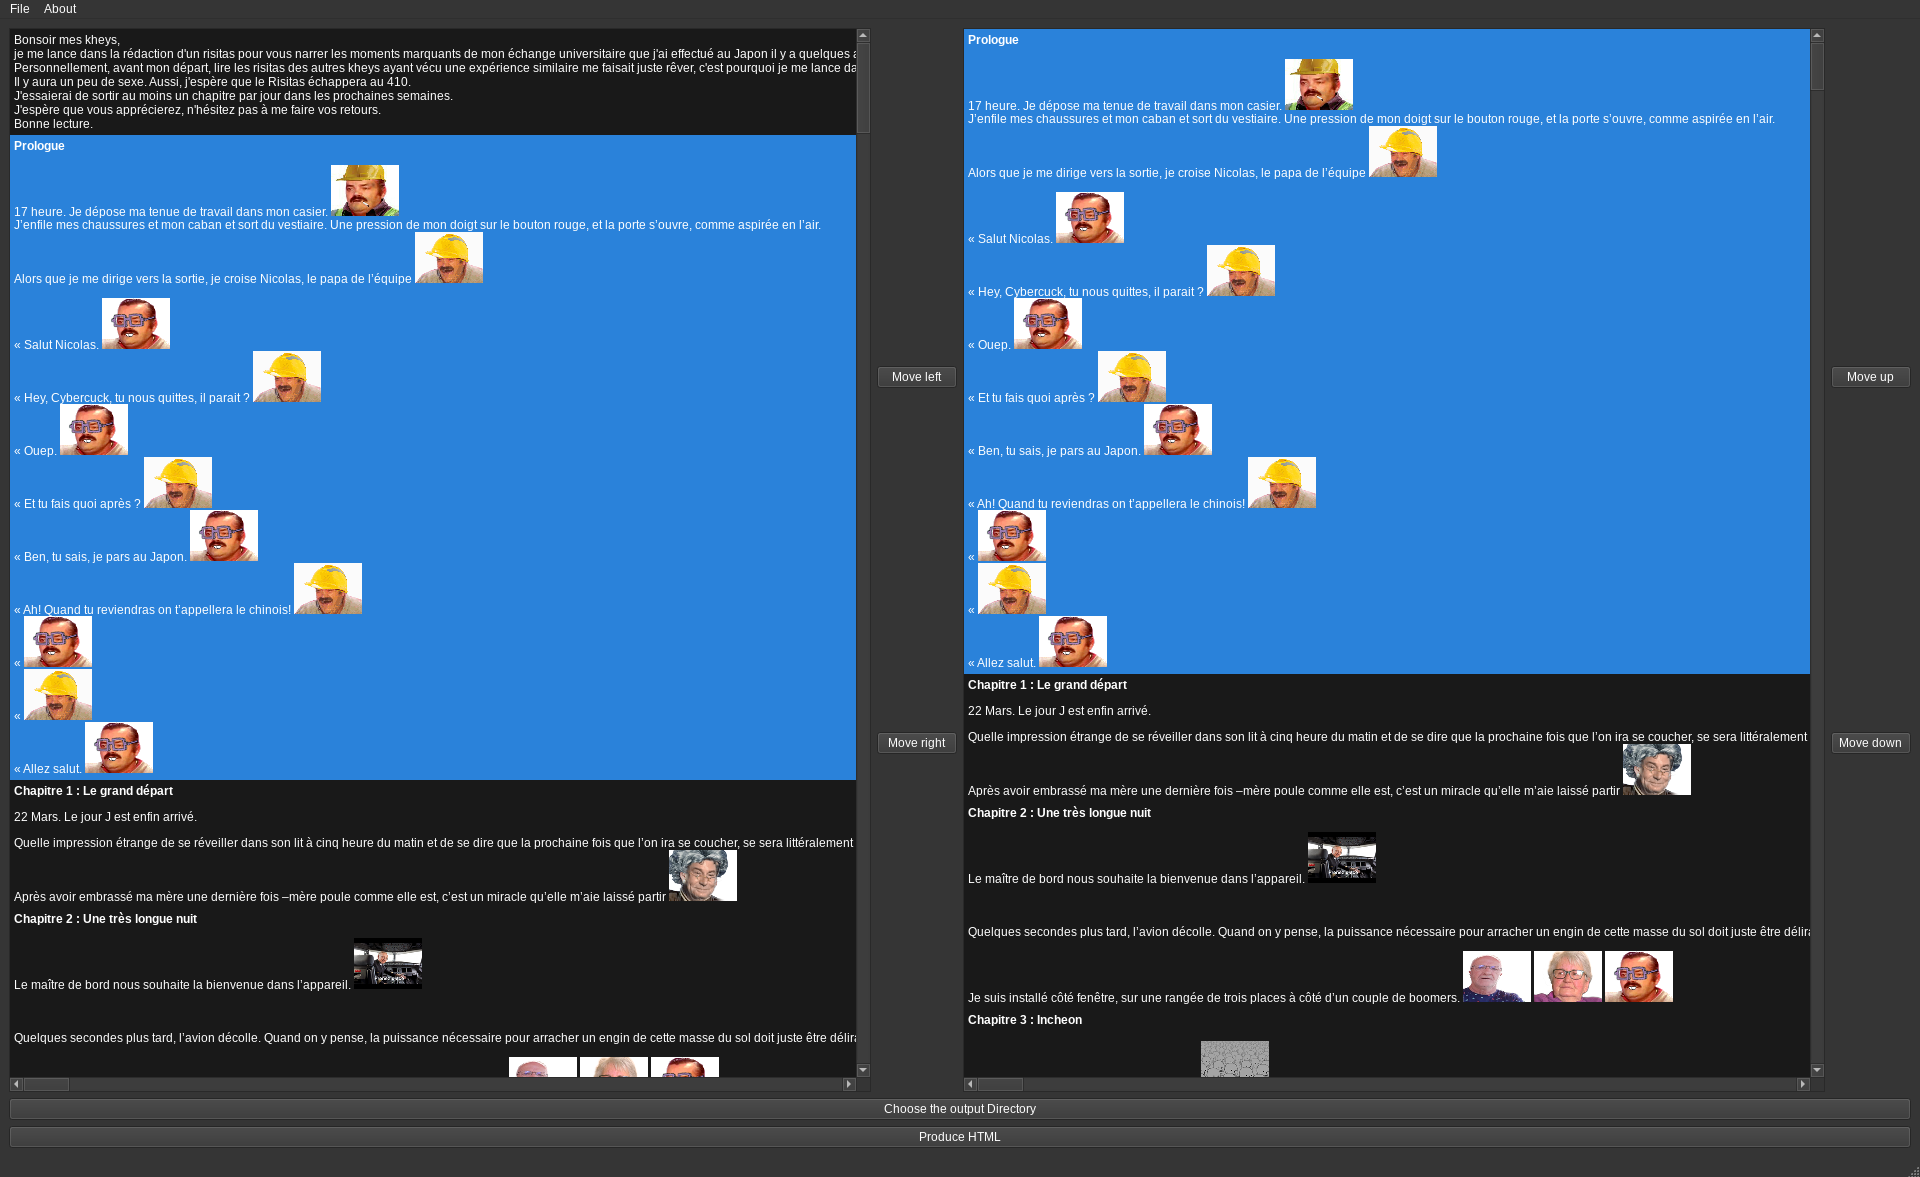 File About
Bonsoir mes kheys,
je me lance dans la rédaction d'un risitas pour vous narrer les moments marquants de mon échange universitaire que j'ai effectué au Japon il y a quelques
Personnellement, avant mon départ, lire les risitas des autres kheys ayant vécu une expérience similaire me faisait juste rêver, c'est pourquoi je me lance
Il y aura un peu de sexe. Aussi, j'espère que le Risitas échappera au 410.
J'essaierai de sortir au moins un chapitre par jour dans les prochaines semaines.
J'espère que vous apprécierez, n'hésitez pas à me faire vos retours.
Bonne lecture.
Prologue
17 heure. Je dépose ma tenue de travail dans mon casier.
J’enfile mes chaussures et mon caban et sort du vestiaire. Une pression de mon doigt sur le bouton rouge, et la porte s’ouvre, comme aspirée en l’air.
Alors que je me dirige vers la sortie, je croise Nicolas, le papa de l’équipe
« Salut Nicolas.
« Hey, Cybercuck, tu nous quittes, il parait ?
« Ouep.
« Et tu fais quoi après ?
« Ben, tu sais, je pars au Japon.
« Ah! Quand tu reviendras on t’appellera le chinois!
«
«
« Allez salut.
Chapitre 1 : Le grand départ
22 Mars. Le jour J est enfin arrivé.
Quelle impression étrange de se réveiller dans son lit à cinq heure du matin et de se dire que la prochaine fois que l’on ira se coucher, se sera littéralement
Après avoir embrassé ma mère une dernière fois –mère poule comme elle est, c’est un miracle qu’elle m’aie laissé partir
Chapitre 2 : Une très longue nuit
Le maître de bord nous souhaite la bienvenue dans l’appareil.
Quelques secondes plus tard, l’avion décolle. Quand on y pense, la puissance nécessaire pour arracher un engin de cette masse du sol doit juste être
Move left
Move right
Prologue
17 heure. Je dépose ma tenue de travail dans mon casier.
J’enfile mes chaussures et mon caban et sort du vestiaire. Une pression de mon doigt sur le bouton rouge, et la porte s’ouvre, comme aspirée en l’air.
Alors que je me dirige vers la sortie, je croise Nicolas, le papa de l’équipe
« Salut Nicolas.
« Hey, Cybercuck, tu nous quittes, il parait ?
« Ouep.
« Et tu fais quoi après ?
« Ben, tu sais, je pars au Japon.
« Ah! Quand tu reviendras on t’appellera le chinois!
«
«
« Allez salut.
Chapitre 1 : Le grand départ
22 Mars. Le jour J est enfin arrivé.
Quelle impression étrange de se réveiller dans son lit à cinq heure du matin et de se dire que la prochaine fois que l’on ira se coucher, se sera littéralement
Après avoir embrassé ma mère une dernière fois –mère poule comme elle est, c’est un miracle qu’elle m’aie laissé partir
Chapitre 2 : Une très longue nuit
Le maître de bord nous souhaite la bienvenue dans l’appareil.
Quelques secondes plus tard, l’avion décolle. Quand on y pense, la puissance nécessaire pour arracher un engin de cette masse du sol doit juste être
Je suis installé côté fenêtre, sur une rangée de trois places à côté d’un couple de boomers.
Chapitre 3 : Incheon
Move up
Move down
Choose the output Directory
Produce HTML